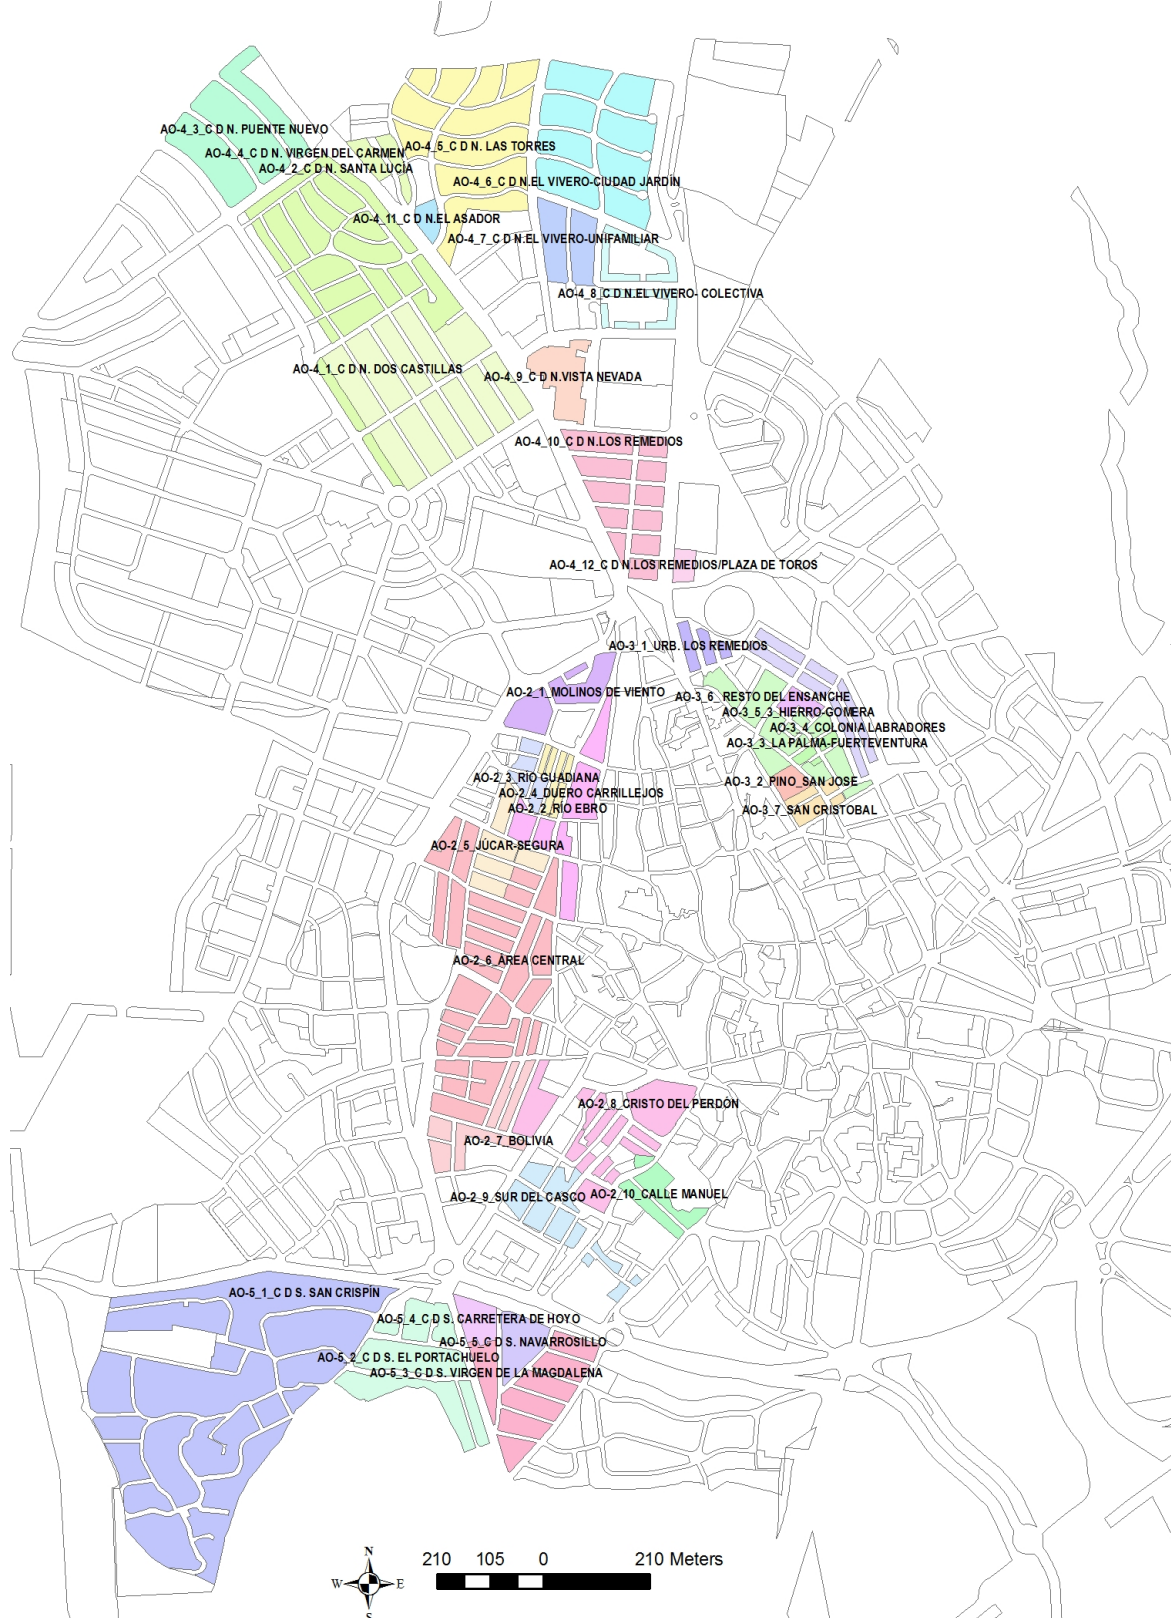 AO-4_3_C D N. PUENTE NUEVO
AO-4_4_C D N. VIRGEN DEL CARMEN
AO-4_5_C D N. LAS TORRES
AO-4_2_C D N. SANTA LUCÍA
AO-4_6_C D N.EL VIVERO-CIUDAD JARDÍN
AO-4_11_C D N.EL ASADOR
AO-4_7_C D N.EL VIVERO-UNIFAMILIAR
AO-4_8_C D N.EL VIVERO- COLECTIVA
AO-4_1_C D N. DOS CASTILLAS
AO-4_9_C D N.VISTA NEVADA
AO-4_10_C D N.LOS REMEDIOS
AO-4_12_C D N.LOS REMEDIOS/PLAZA DE TOROS
AO-3_1_URB. LOS REMEDIOS
AO-2_1_MOLINOS DE VIENTO
AO-3_6_ RESTO DEL ENSANCHE
AO-3_5_3_HIERRO-GOMERA
AO-3_4_COLONIA LABRADORES
AO-3_3_LA PALMA-FUERTEVENTURA
AO-2_3_RÍO GUADIANA
AO-3_2_PINO_SAN JOSE
AO-2_4_DUERO CARRILLEJOS
AO-2_2_RÍO EBRO
AO-3_7_SAN CRISTOBAL
AO-2_5_JÚCAR-SEGURA
AO-2_6_ÁREA CENTRAL
AO-2_8_CRISTO DEL PERDÓN
AO-2_7_BOLIVIA
AO-2_9_SUR DEL CASCO
AO-2_10_CALLE MANUEL
AO-5_1_C D S. SAN CRISPÍN
AO-5_4_C D S. CARRETERA DE HOYO
AO-5_5_C D S. NAVARROSILLO
AO-5_2_C D S. EL PORTACHUELO
AO-5_3_C D S. VIRGEN DE LA MAGDALENA
N
W E
S
210 105 0 210 Meters